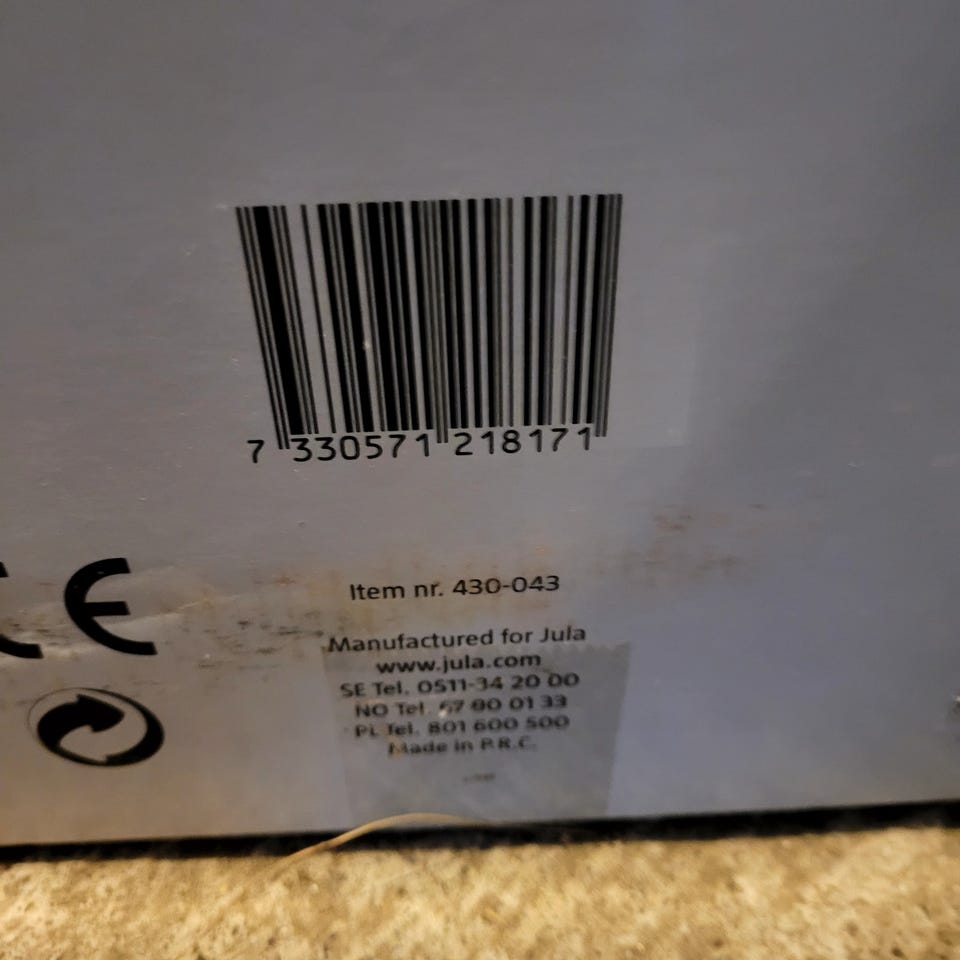 7 330571 218171
CE
Item nr. 430-043
Manufactured for Jula
www.jula.com
SE Tel. 0511-34 20 00
NO Tel. 67 90 01 33
PL Tel. 801 600 500
Made in P.R.C.